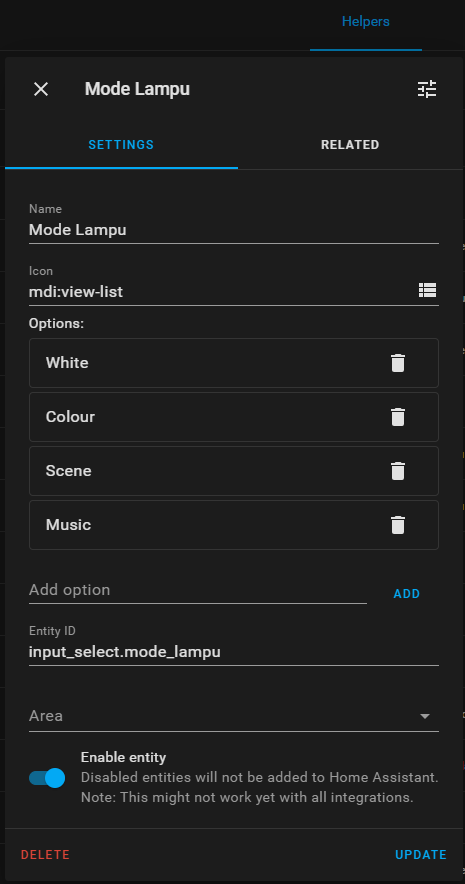 Helpers
Mode Lampu
SETTINGS
RELATED
Name
Mode Lampu
Icon
mdi:view-list
Options:
White
Colour
Scene
Music
Add option
ADD
Entity ID
input_select.mode_lampu
Area
Enable entity
Disabled entities will not be added to Home Assistant.
Note: This might not work yet with all integrations.
DELETE
UPDATE